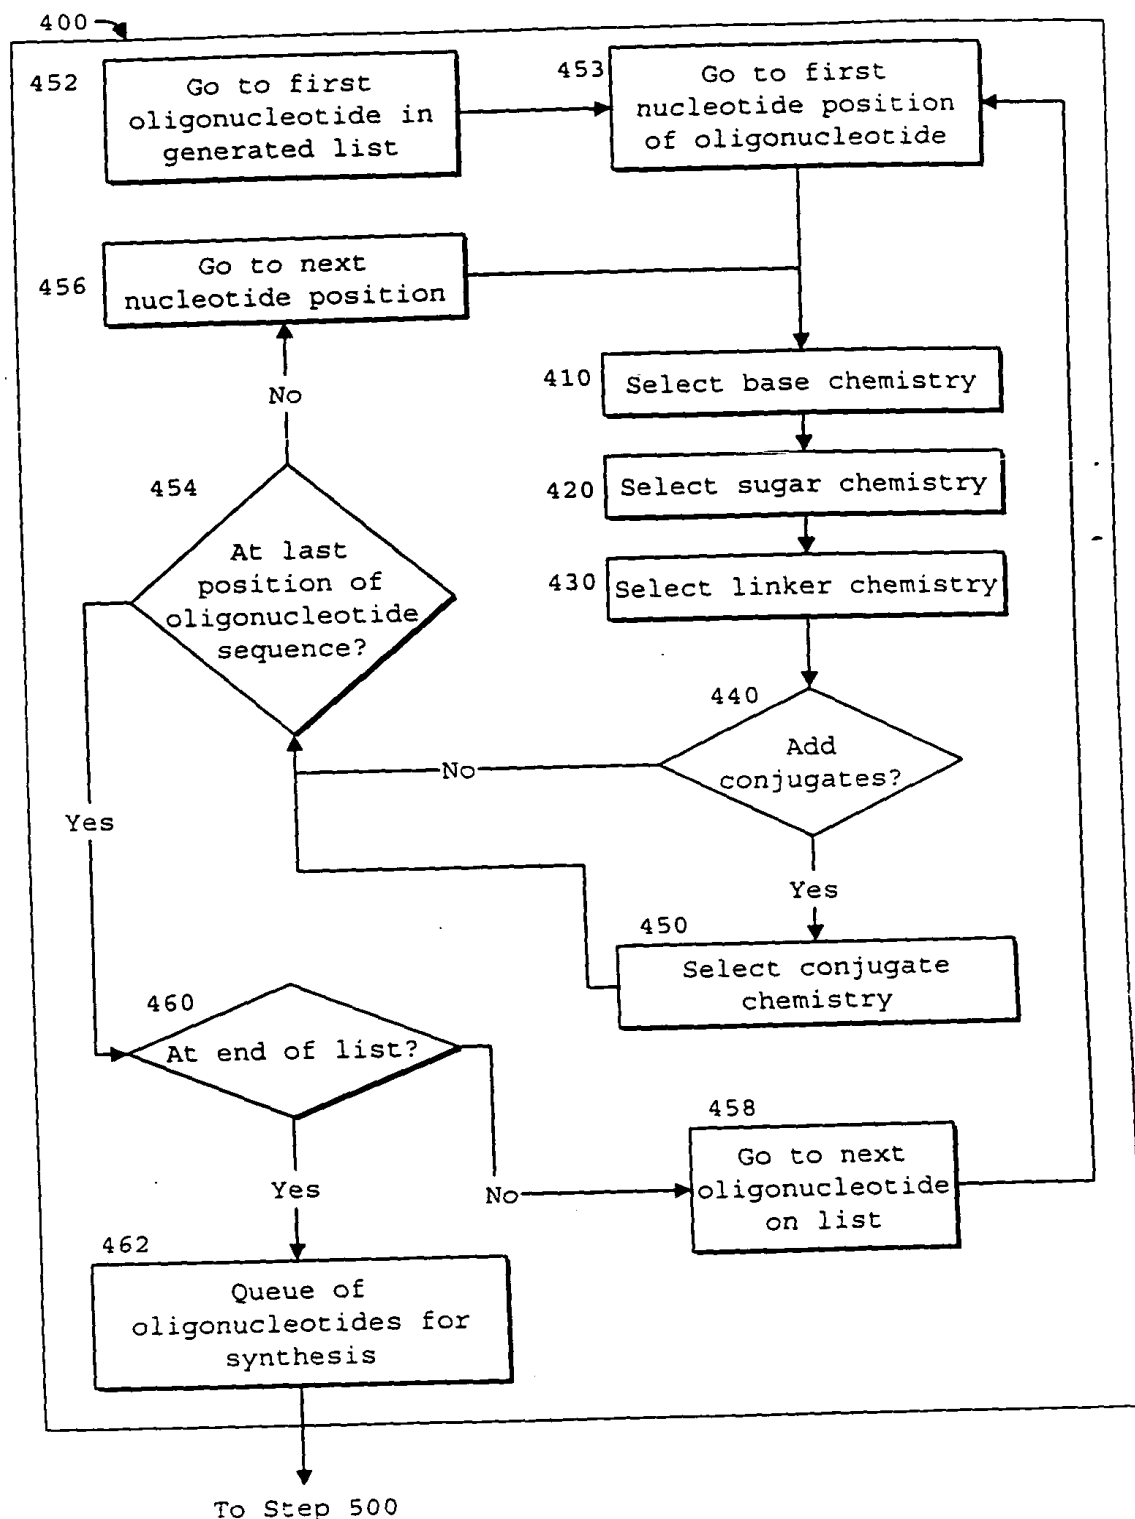 400
452
Go to first
oligonucleotide in
generated list
453
Go to first
nucleotide position
of oligonucleotide
456
Go to next
nucleotide position
410
Select base chemistry
No
454
420
Select sugar chemistry
At last
position of
oligonucleotide
sequence?
430
Select linker chemistry
440
Add
conjugates?
No
Yes
Yes
450
Select conjugate
chemistry
460
At end of list?
458
Go to next
oligonucleotide
on list
Yes
No
462
Queue of
oligonucleotides for
synthesis
To Step 500